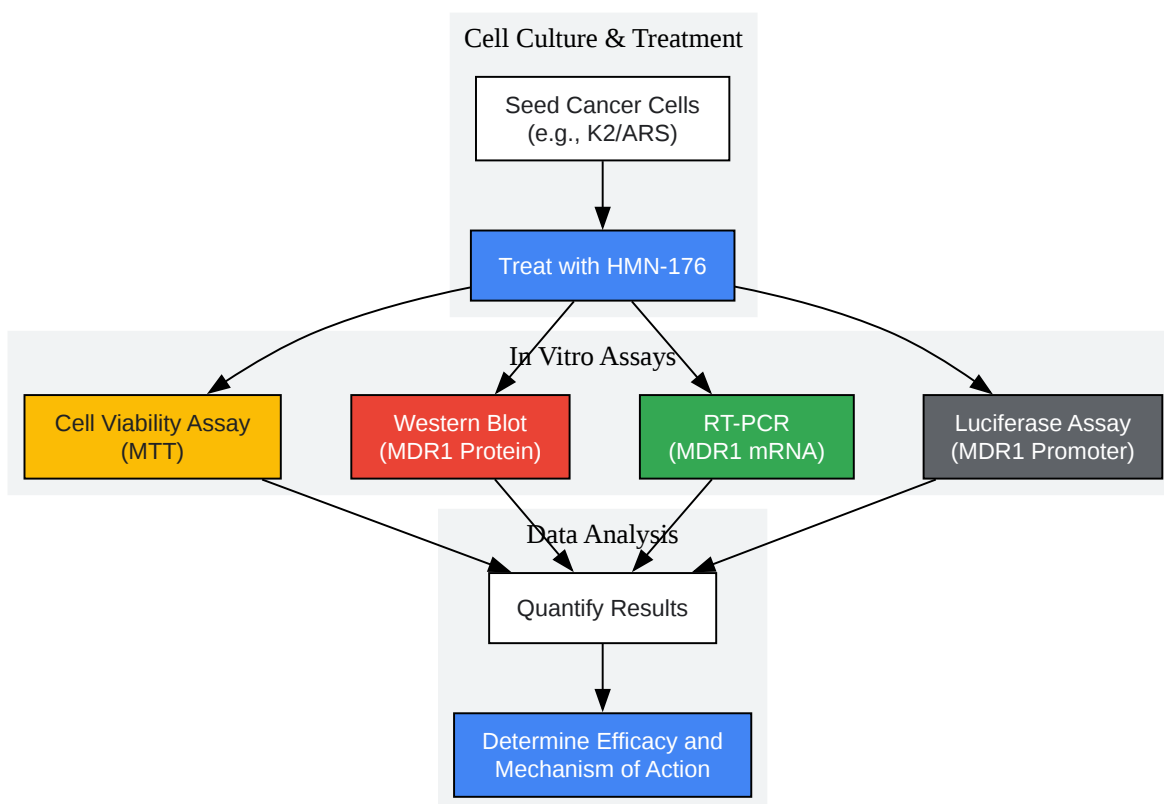 Cell Culture & Treatment
Seed Cancer Cells
(e.g., K2/ARS)
Treat with HMN-176
In Vitro Assays
Cell Viability Assay
(MTT)
Western Blot
(MDR1 Protein)
RT-PCR
(MDR1 mRNA)
Luciferase Assay
(MDR1 Promoter)
Data Analysis
Quantify Results
Determine Efficacy and
Mechanism of Action